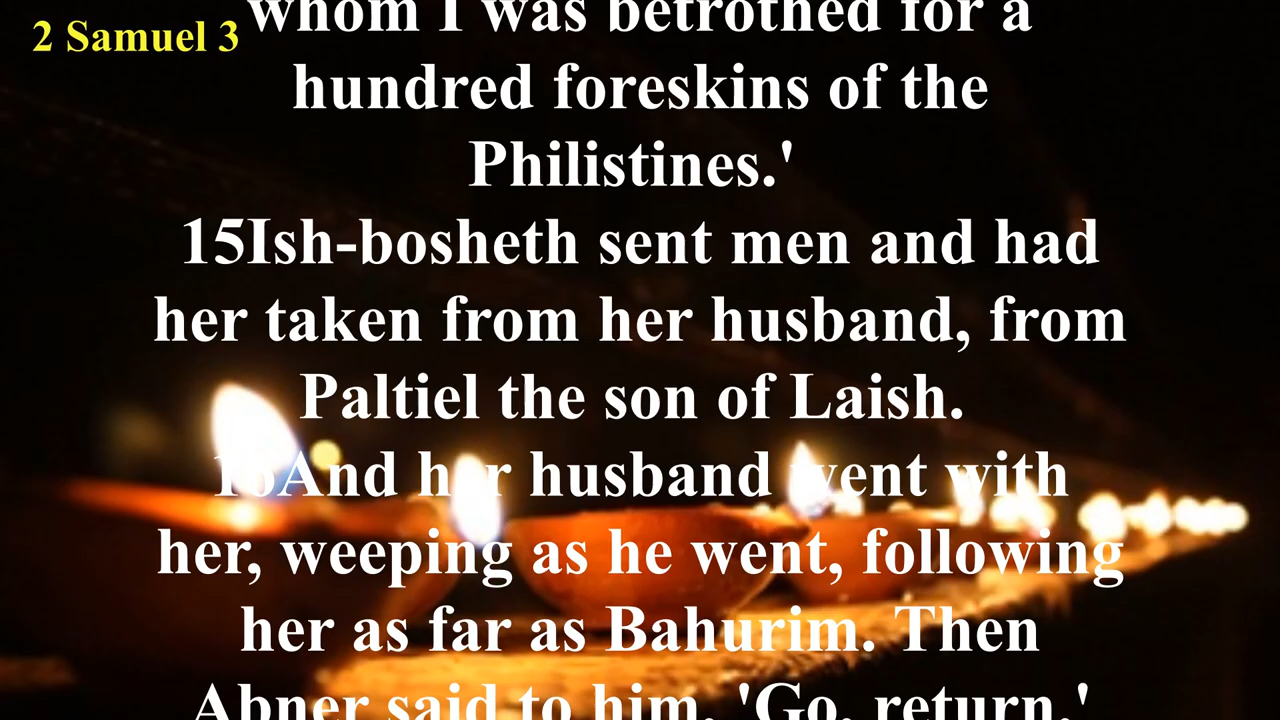 2 Samuel 3
whom I was betrothed for a
hundred foreskins of the
Philistines.'
15Ish-bosheth sent men and had
her taken from her husband, from
Paltiel the son of Laish.
16And her husband went with
her, weeping as he went, following
her as far as Bahurim. Then
Abner said to him, 'Go, return.'